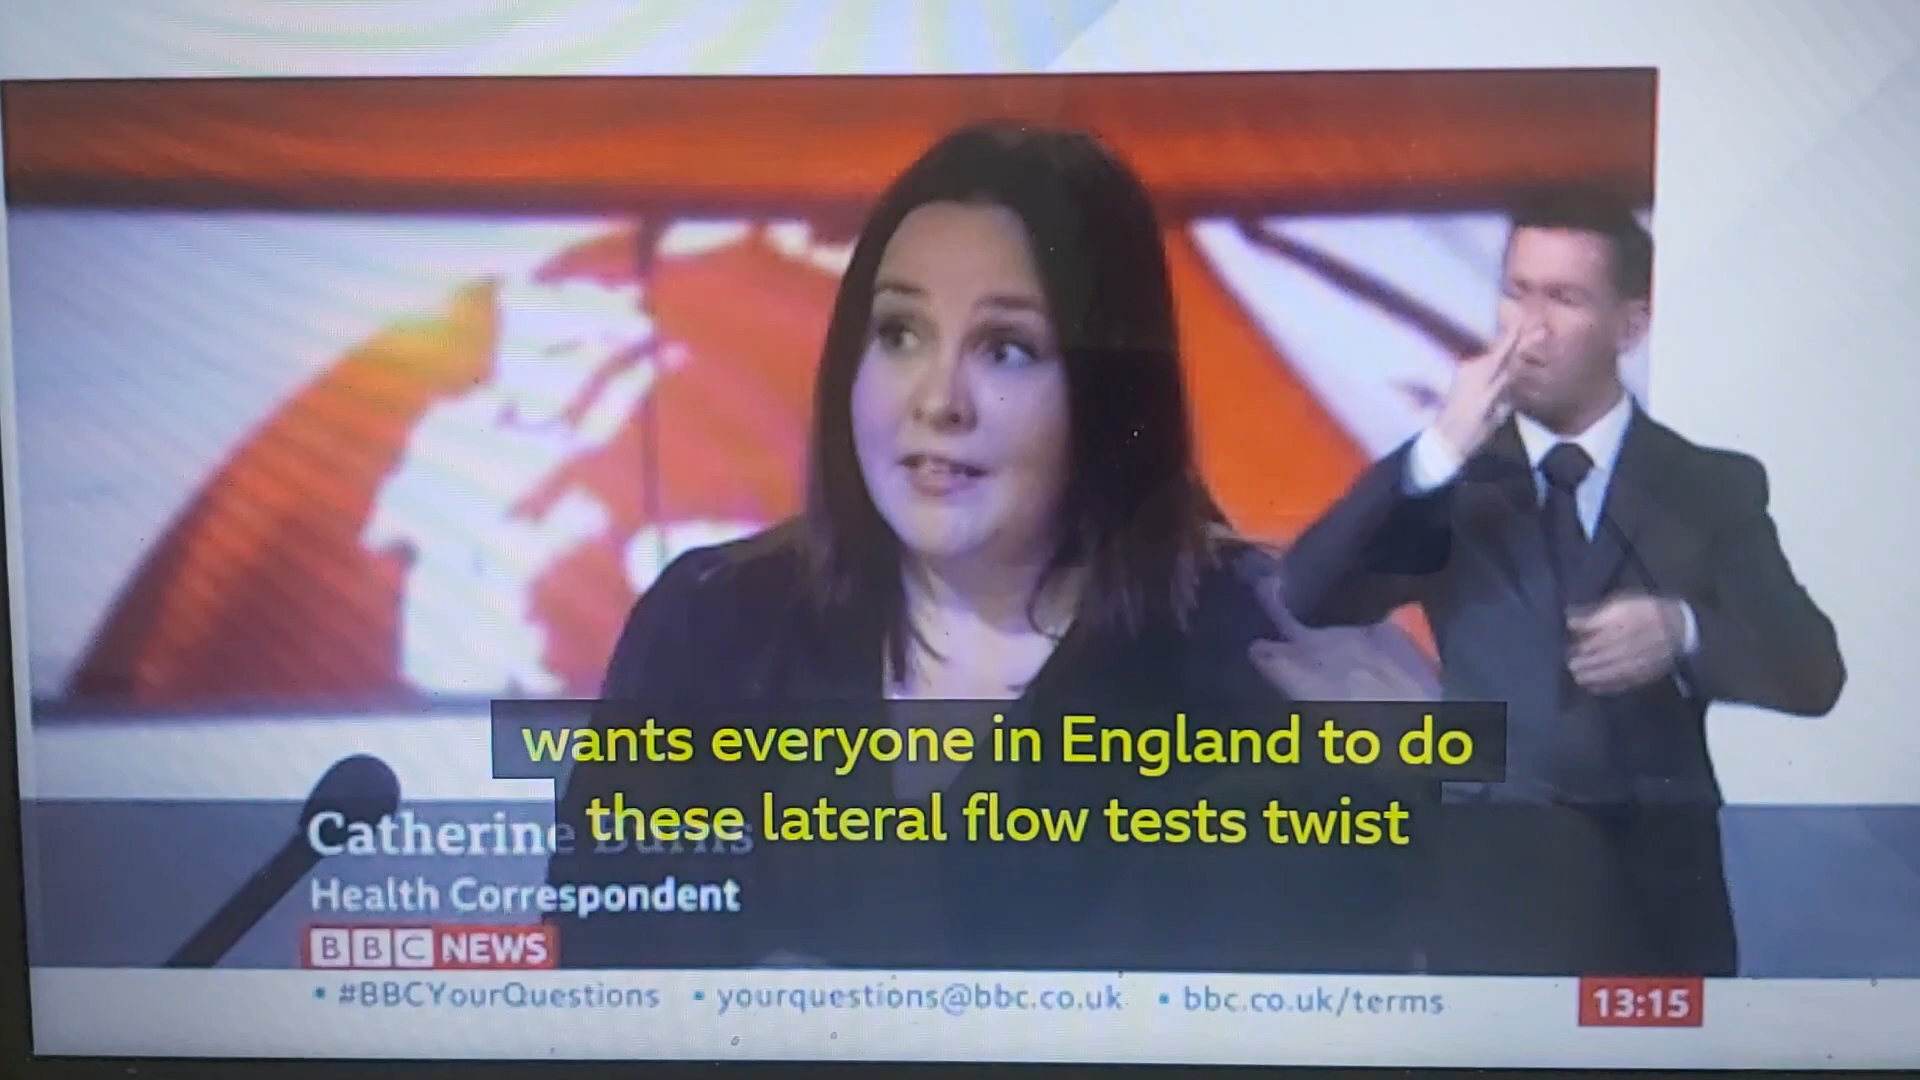 wants everyone in England to do
these lateral flow tests twist
Catherine Burns
Health Correspondent
BBC NEWS
• #BBCYourQuestions • yourquestions@bbc.co.uk • bbc.co.uk/terms
13:15